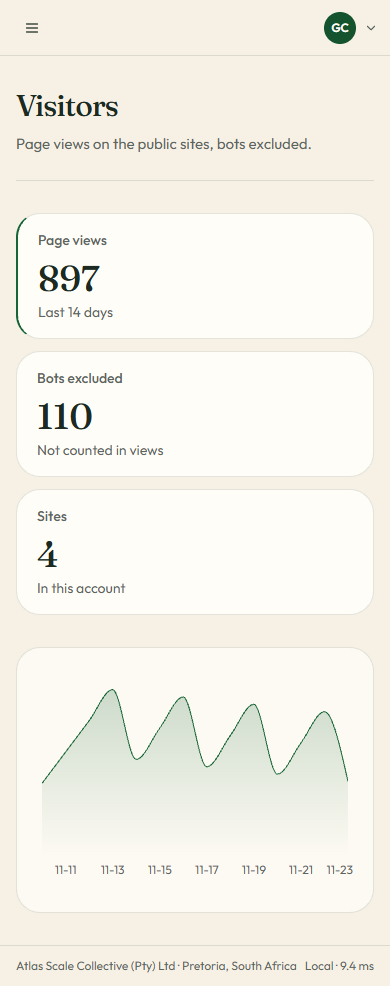 GC
Visitors
Page views on the public sites, bots excluded.
Page views
897
Last 14 days
Bots excluded
110
Not counted in views
Sites
4
In this account
11-11 11-13 11-15 11-17 11-19 11-21 11-23
Atlas Scale Collective (Pty) Ltd · Pretoria, South Africa Local · 9.4 ms